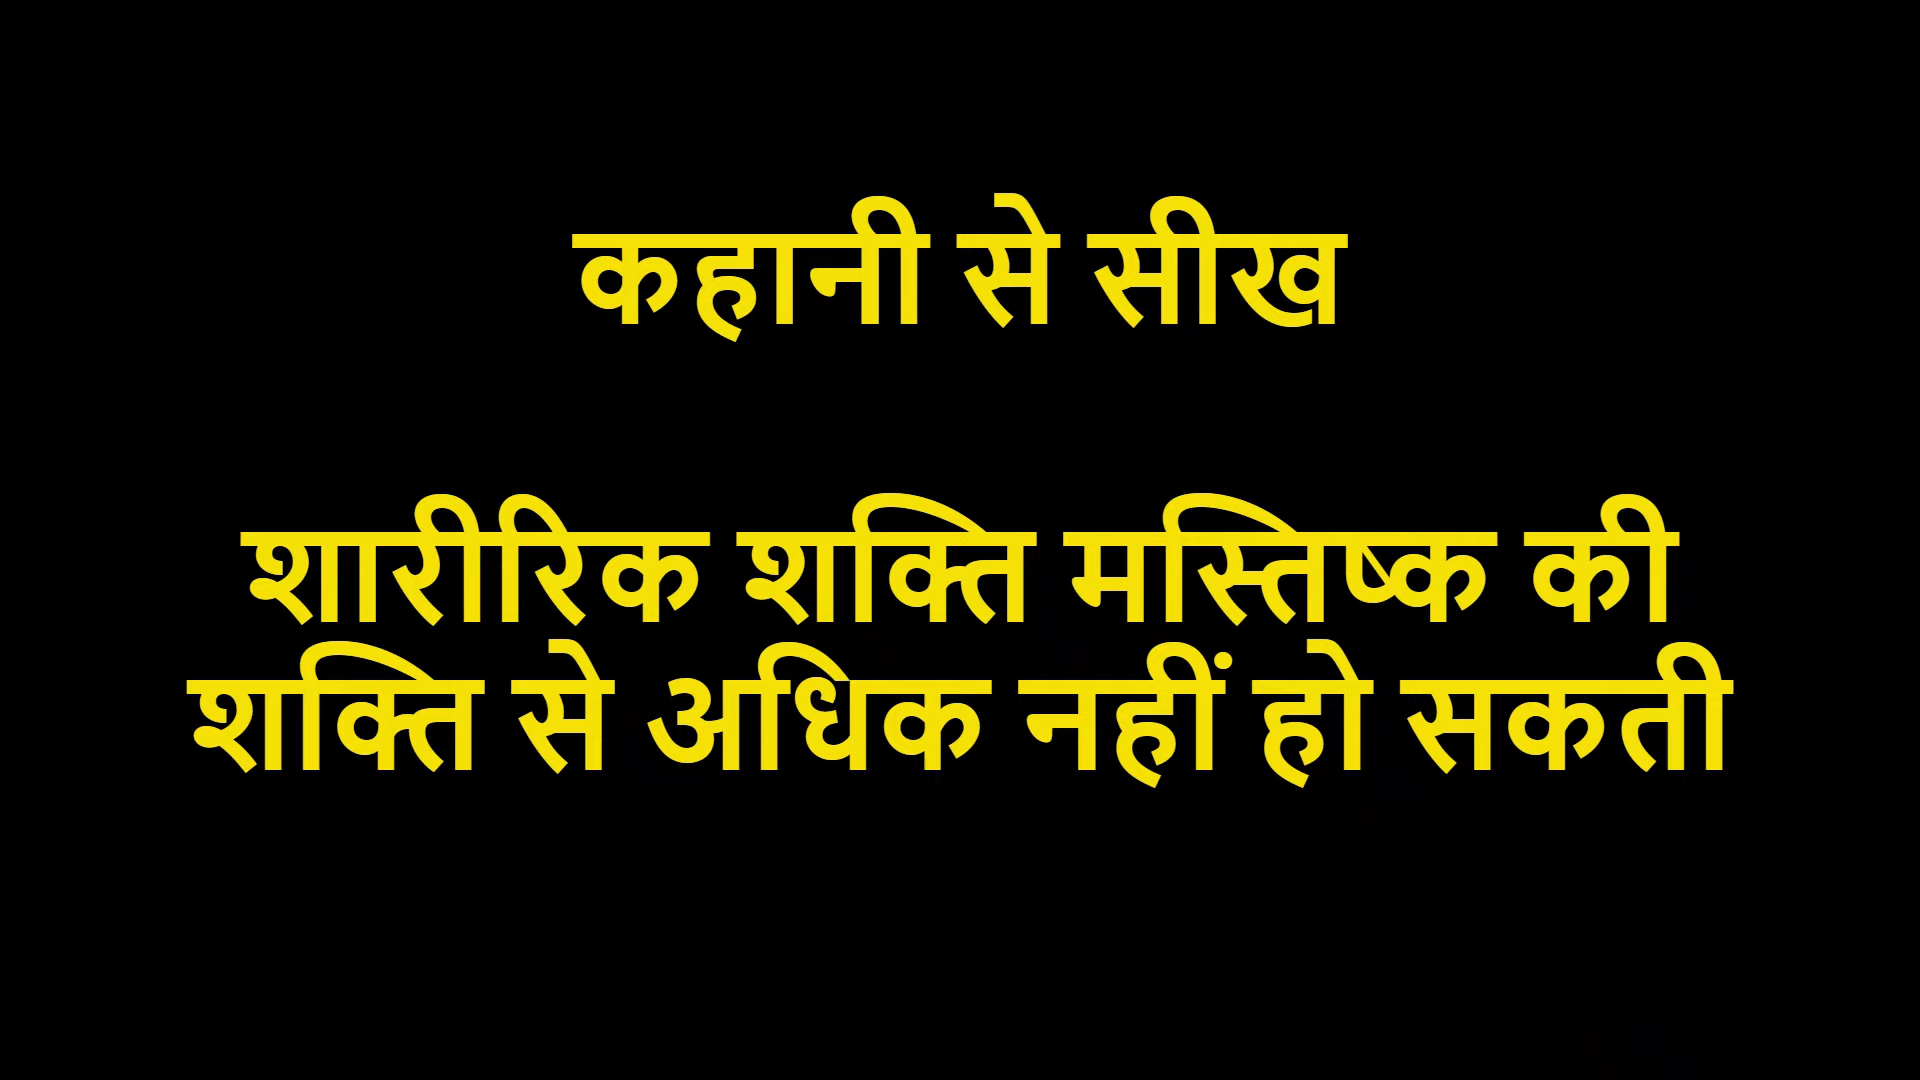 कहानी से सीख
शारीरिक शक्ति मस्तिष्क की
शक्ति से अधिक नहीं हो सकती